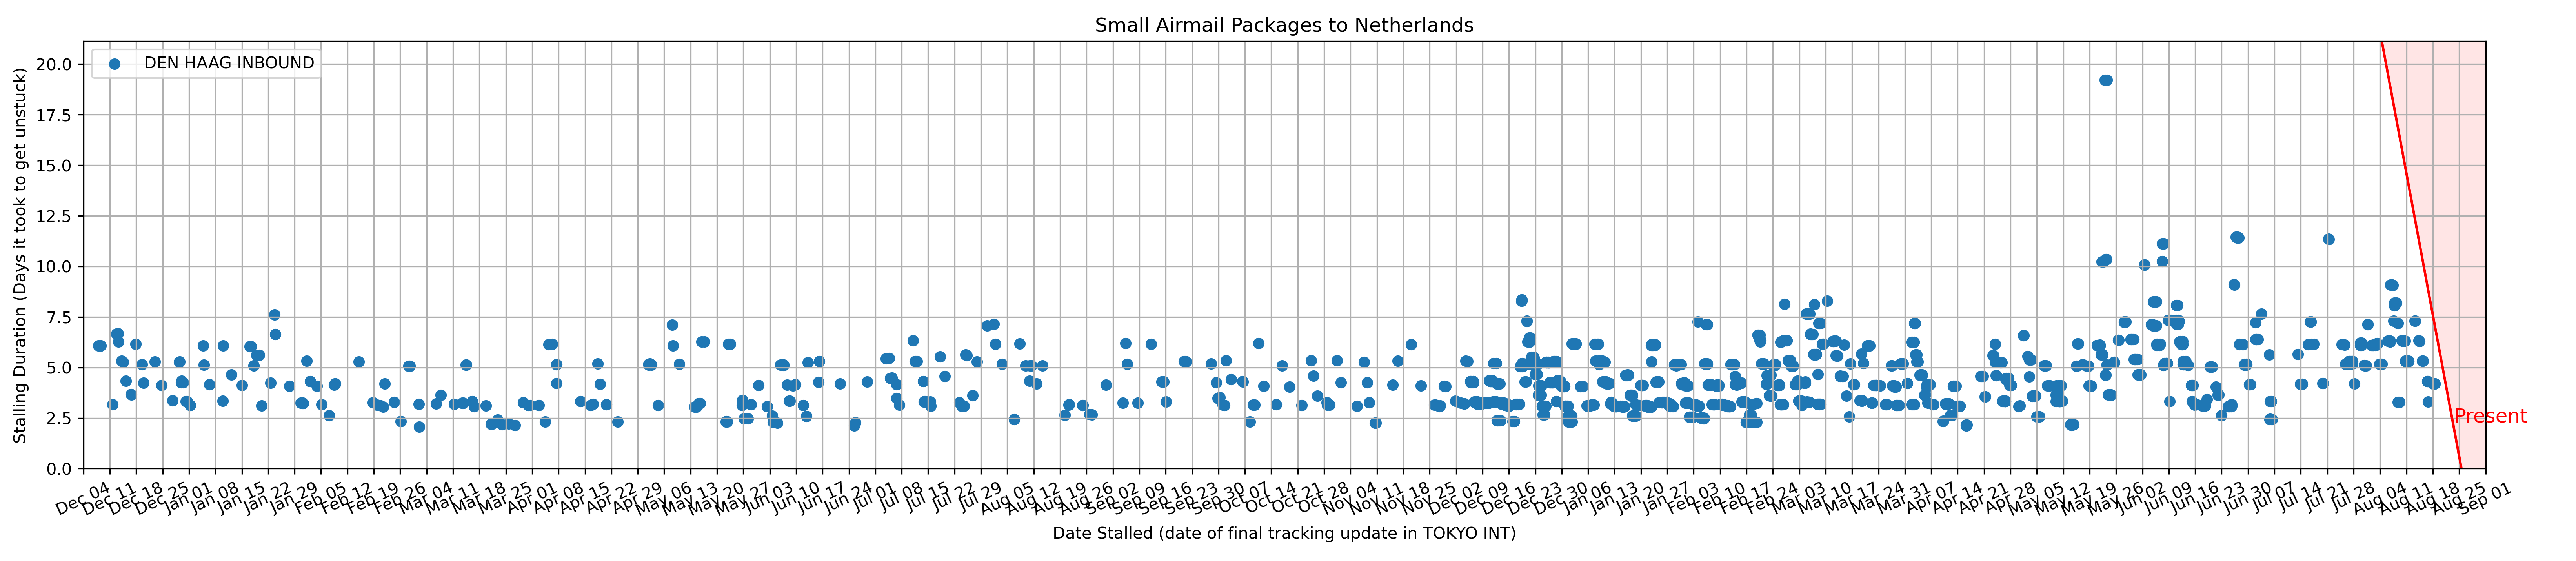 Small Airmail Packages to Netherlands
DEN HAAG INBOUND
Stalling Duration (Days it took to get unstuck)
20.0
17.5
15.0
12.5
10.0
7.5
5.0
2.5
0.0
Present
Dec 04
Dec 11
Dec 18
Dec 25
Jan 01
Jan 08
Jan 15
Jan 22
Jan 29
Feb 05
Feb 12
Feb 19
Feb 26
Mar 04
Mar 11
Mar 18
Mar 25
Apr 01
Apr 08
Apr 15
Apr 22
Apr 29
May 06
May 13
May 20
May 27
Jun 03
Jun 10
Jun 17
Jun 24
Jul 01
Jul 08
Jul 15
Jul 22
Jul 29
Aug 05
Aug 12
Aug 19
Aug 26
Sep 02
Sep 09
Sep 16
Sep 23
Sep 30
Oct 07
Oct 14
Oct 21
Oct 28
Nov 04
Nov 11
Nov 18
Nov 25
Dec 02
Dec 09
Dec 16
Dec 23
Dec 30
Jan 06
Jan 13
Jan 20
Jan 27
Feb 03
Feb 10
Feb 17
Feb 24
Mar 03
Mar 10
Mar 17
Mar 24
Mar 31
Apr 07
Apr 14
Apr 21
Apr 28
May 05
May 12
May 19
May 26
Jun 02
Jun 09
Jun 16
Jun 23
Jun 30
Jul 07
Jul 14
Jul 21
Jul 28
Aug 04
Aug 11
Aug 18
Aug 25
Sep 01
Date Stalled (date of final tracking update in TOKYO INT)